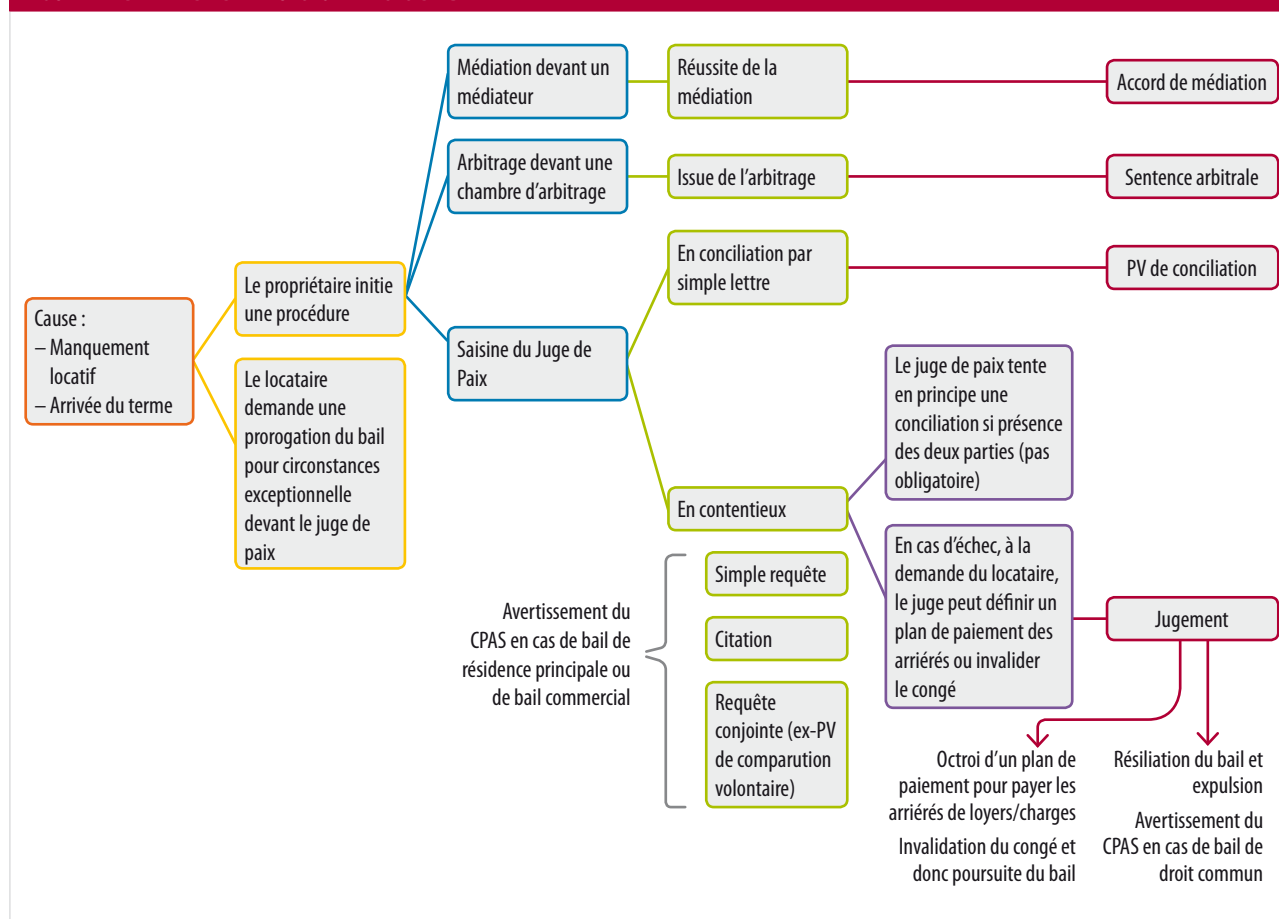 Médiation devant un
médiateur
Réussite de la
médiation
Accord de médiation
Arbitrage devant une
chambre d'arbitrage
Issue de l'arbitrage
Sentence arbitrale
En conciliation par
simple lettre
PV de conciliation
Le propriétaire initie
une procédure
Cause :
– Manquement
locatif
– Arrivée du terme
Saisine du Juge de
Paix
Le locataire
demande une
prorogation du bail
pour circonstances
exceptionnelle
devant le juge de
paix
Le juge de paix tente
en principe une
conciliation si présence
des deux parties (pas
obligatoire)
En contentieux
En cas d'échec, à la
demande du locataire,
le juge peut définir un
plan de paiement des
arriérés ou invalider
le congé
Jugement
Avertissement du
CPAS en cas de bail de
résidence principale ou
de bail commercial
Simple requête
Citation
Requête
conjointe (ex-PV
de comparution
volontaire)
Octroi d'un plan de
paiement pour payer les
arriérés de loyers/charges
Invalidation du congé et
donc poursuite du bail
Résiliation du bail et
expulsion
Avertissement du
CPAS en cas de bail de
droit commun